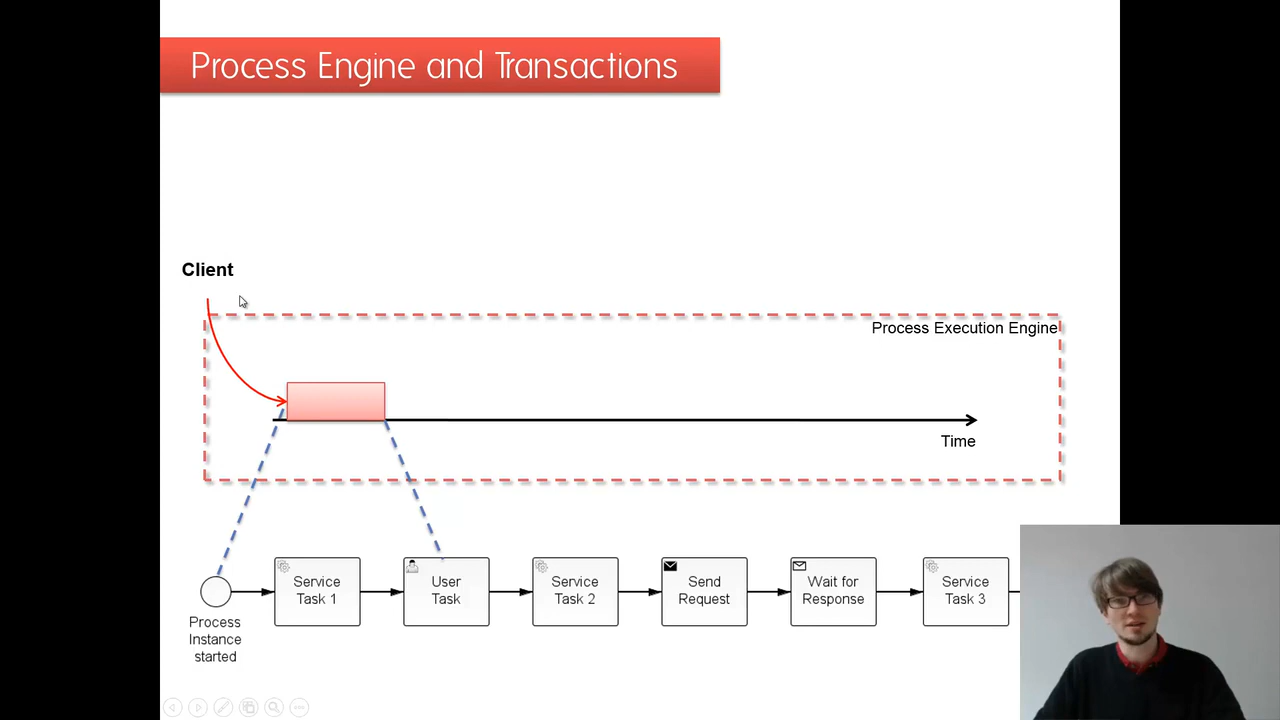 Process Engine and Transactions
Client
Process Execution Engine
Time
Service
Task 1
User
Task
Service
Task 2
Send
Request
Wait for
Response
Service
Task 3
Process
Instance
started